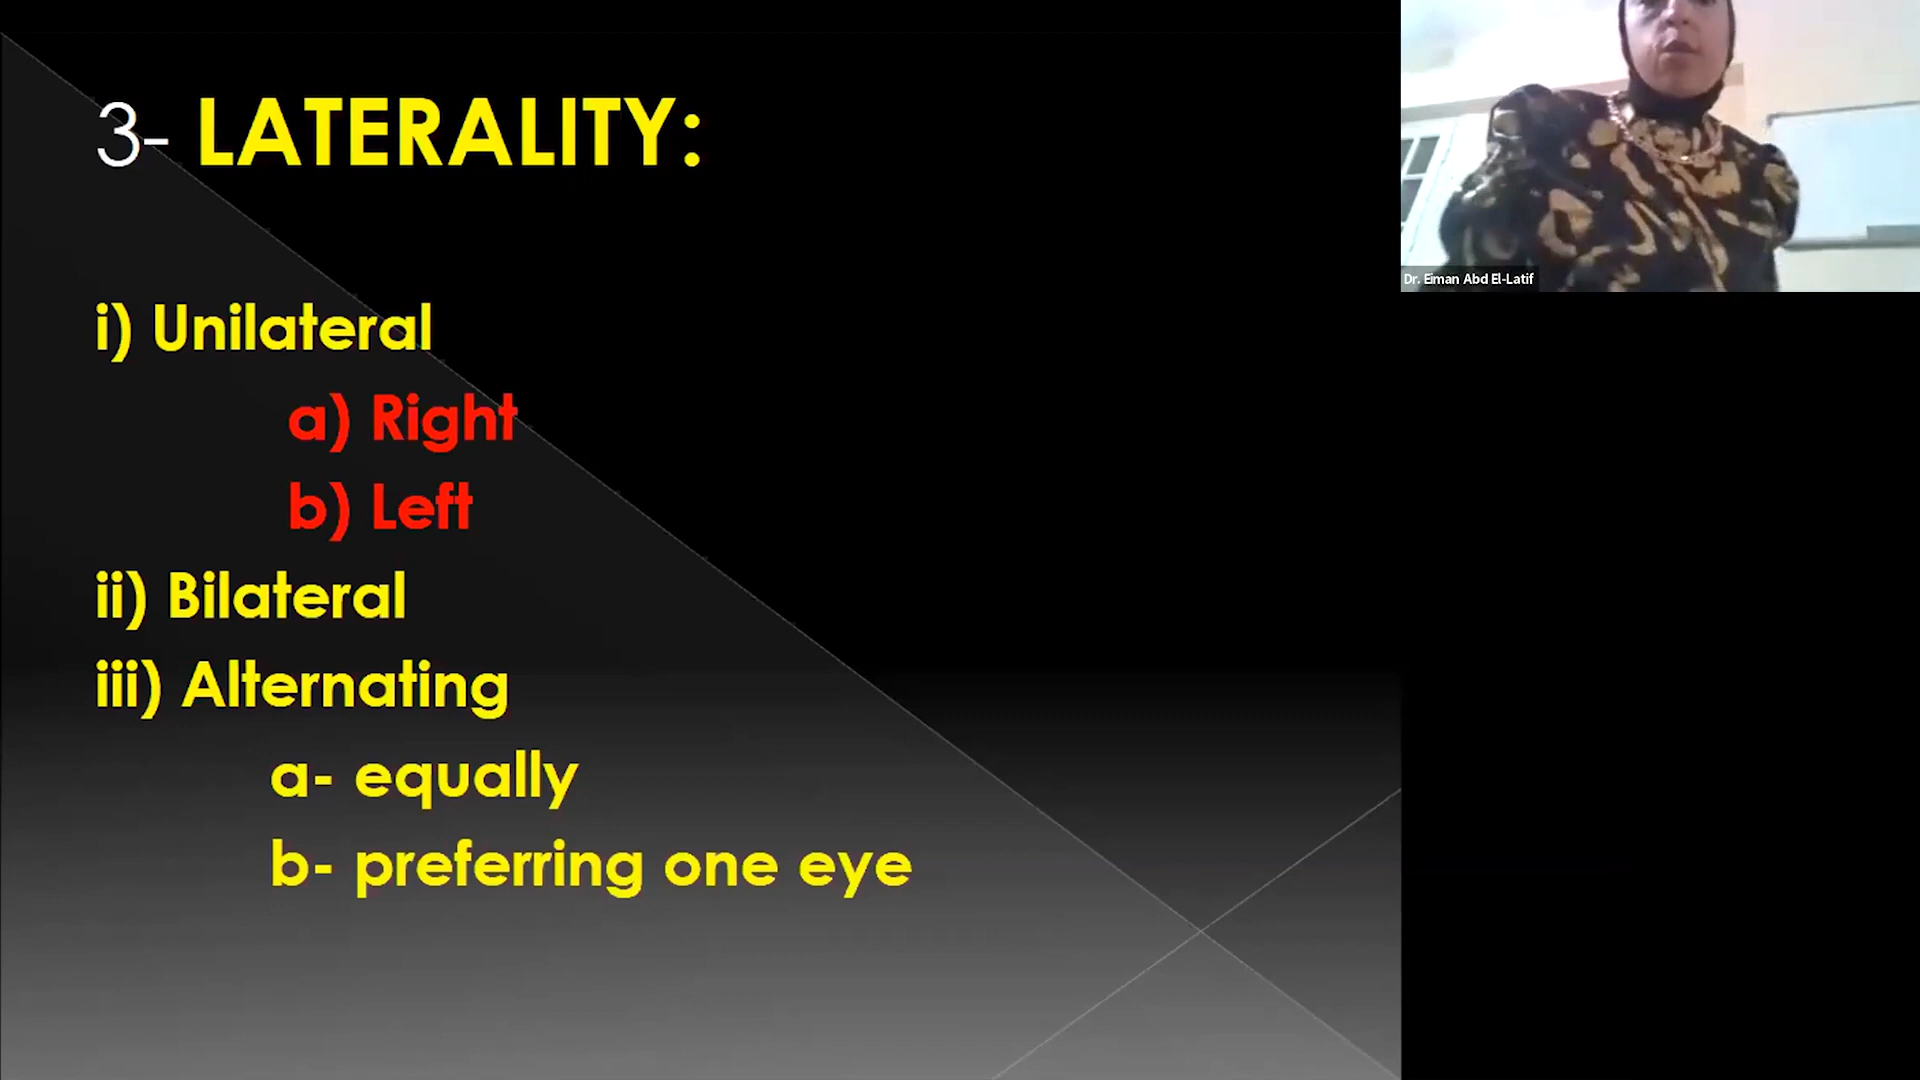 3- LATERALITY:
i) Unilateral
a) Right
b) Left
ii) Bilateral
iii) Alternating
a- equally
b- preferring one eye
Dr. Eiman Abd El-Latif